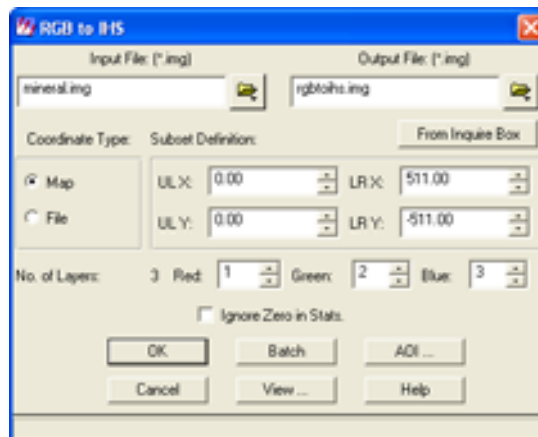 RGB to IHS
Input File: (*.img) Output File: (*.img)
mineral.img rgbtoihs.img
Coordinate Type: Subset Definition: From Inquire Box
Map UL X: 0.00 LR X: 511.00
File UL Y: 0.00 LR Y: -511.00
No. of Layers: 3 Red: 1 Green: 2 Blue: 3
Ignore Zero in Stats.
OK Batch AOI ...
Cancel View ... Help